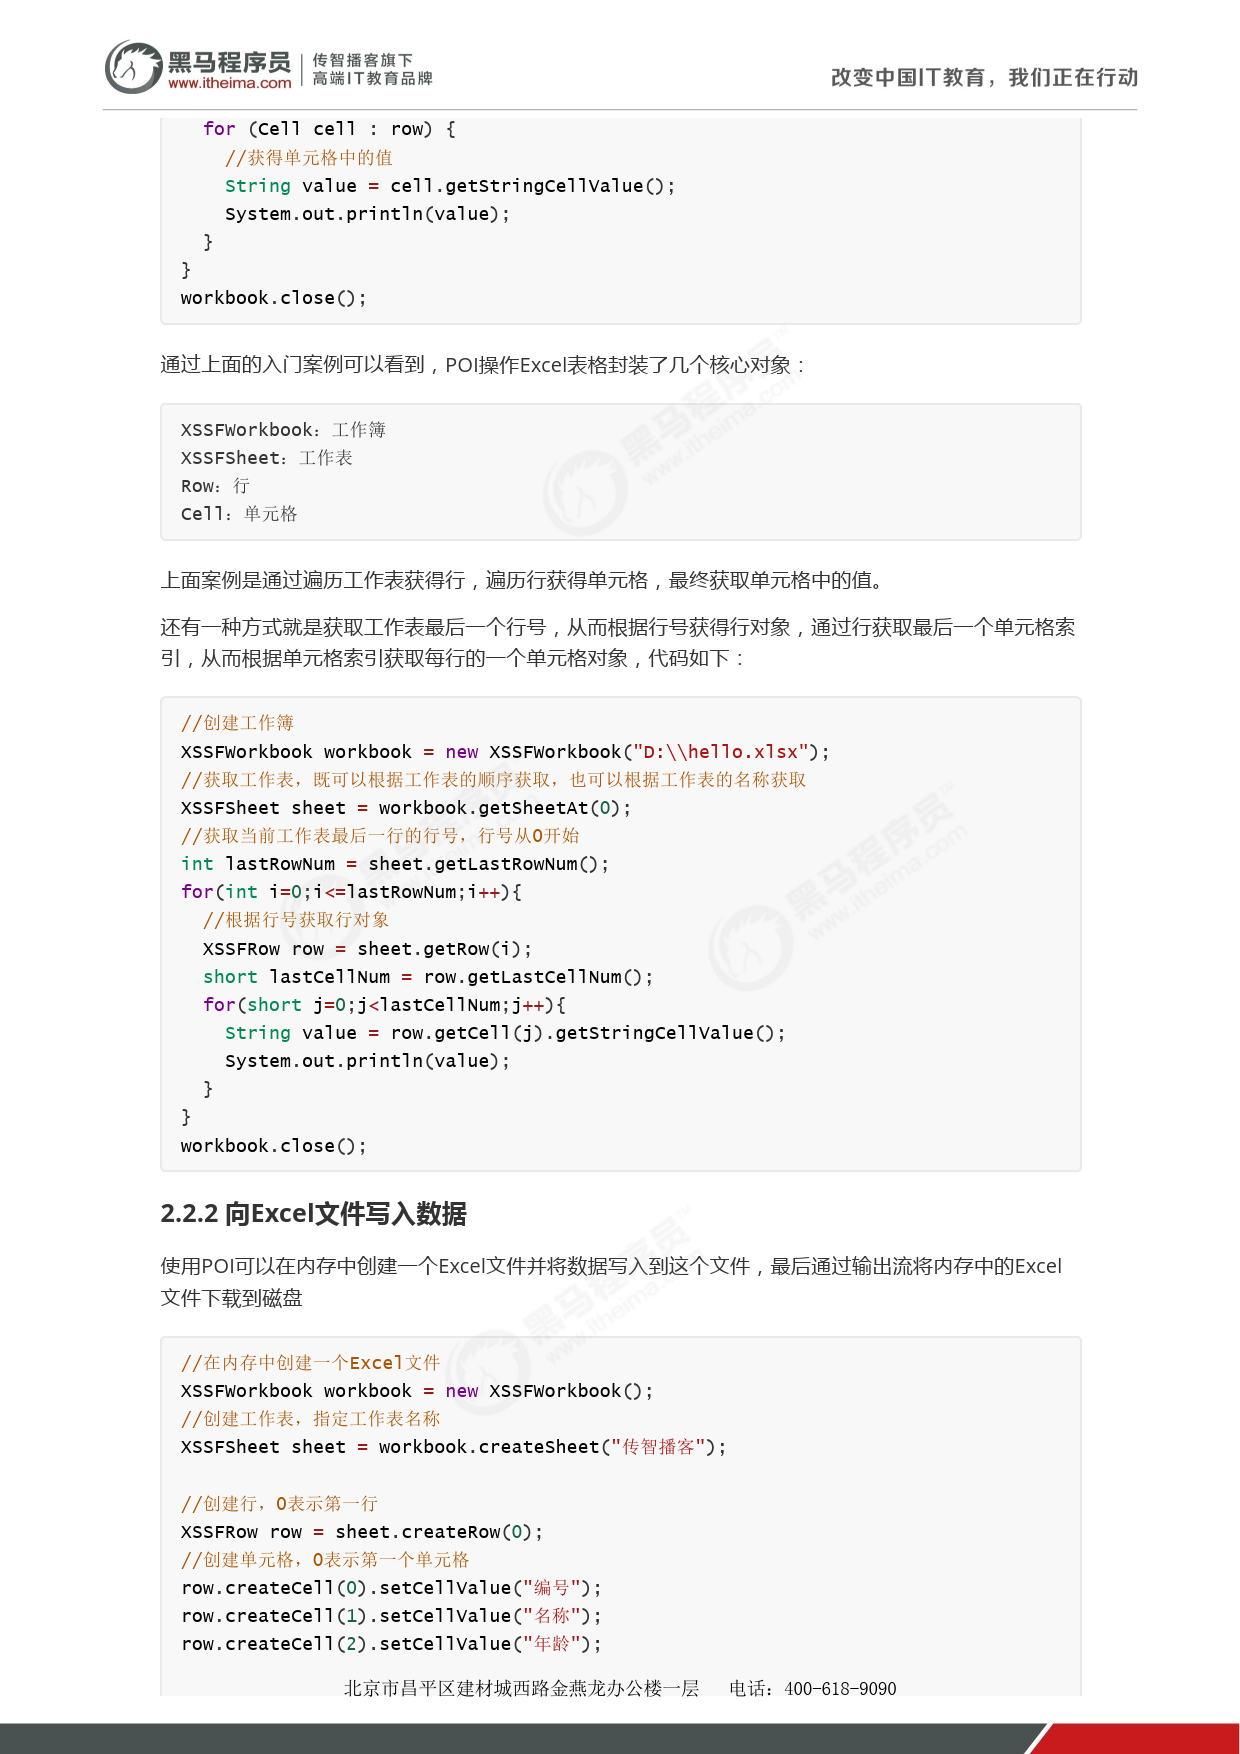 黑马程序员 传智播客旗下
www.itheima.com 高端IT教育品牌
改变中国IT教育，我们正在行动
for (Cell cell : row) {
//获得单元格中的值
String value = cell.getStringCellValue();
System.out.println(value);
}
}
workbook.close();
通过上面的入门案例可以看到，POI操作Excel表格封装了几个核心对象：
XSSFWorkbook：工作簿
XSSFSheet：工作表
Row：行
Cell：单元格
上面案例是通过遍历工作表获得行，遍历行获得单元格，最终获取单元格中的值。
还有一种方式就是获取工作表最后一个行号，从而根据行号获得行对象，通过行获取最后一个单元格索
引，从而根据单元格索引获取每行的一个单元格对象，代码如下：
//创建工作簿
XSSFWorkbook workbook = new XSSFWorkbook("D:\\hello.xlsx");
//获取工作表，既可以根据工作表的顺序获取，也可以根据工作表的名称获取
XSSFSheet sheet = workbook.getSheetAt(0);
//获取当前工作表最后一行的行号，行号从0开始
int lastRowNum = sheet.getLastRowNum();
for(int i=0;i<=lastRowNum;i++){
//根据行号获取行对象
XSSFRow row = sheet.getRow(i);
short lastCellNum = row.getLastCellNum();
for(short j=0;j<lastCellNum;j++){
String value = row.getCell(j).getStringCellValue();
System.out.println(value);
}
}
workbook.close();
2.2.2 向Excel文件写入数据
使用POI可以在内存中创建一个Excel文件并将数据写入到这个文件，最后通过输出流将内存中的Excel
文件下载到磁盘
//在内存中创建一个Excel文件
XSSFWorkbook workbook = new XSSFWorkbook();
//创建工作表，指定工作表名称
XSSFSheet sheet = workbook.createSheet("传智播客");
//创建行，0表示第一行
XSSFRow row = sheet.createRow(0);
//创建单元格，0表示第一个单元格
row.createCell(0).setCellValue("编号");
row.createCell(1).setCellValue("名称");
row.createCell(2).setCellValue("年龄");
北京市昌平区建材城西路金燕龙办公楼一层 电话：400-618-9090